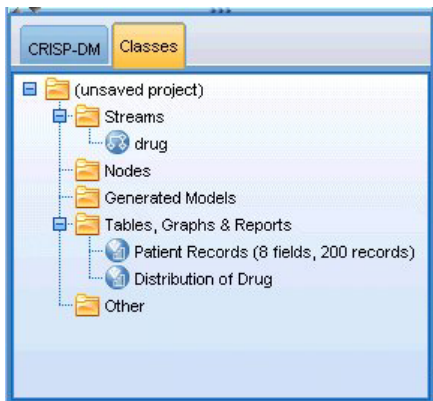 CRISP-DM Classes
(unsaved project)
Streams
drug
Nodes
Generated Models
Tables, Graphs & Reports
Patient Records (8 fields, 200 records)
Distribution of Drug
Other